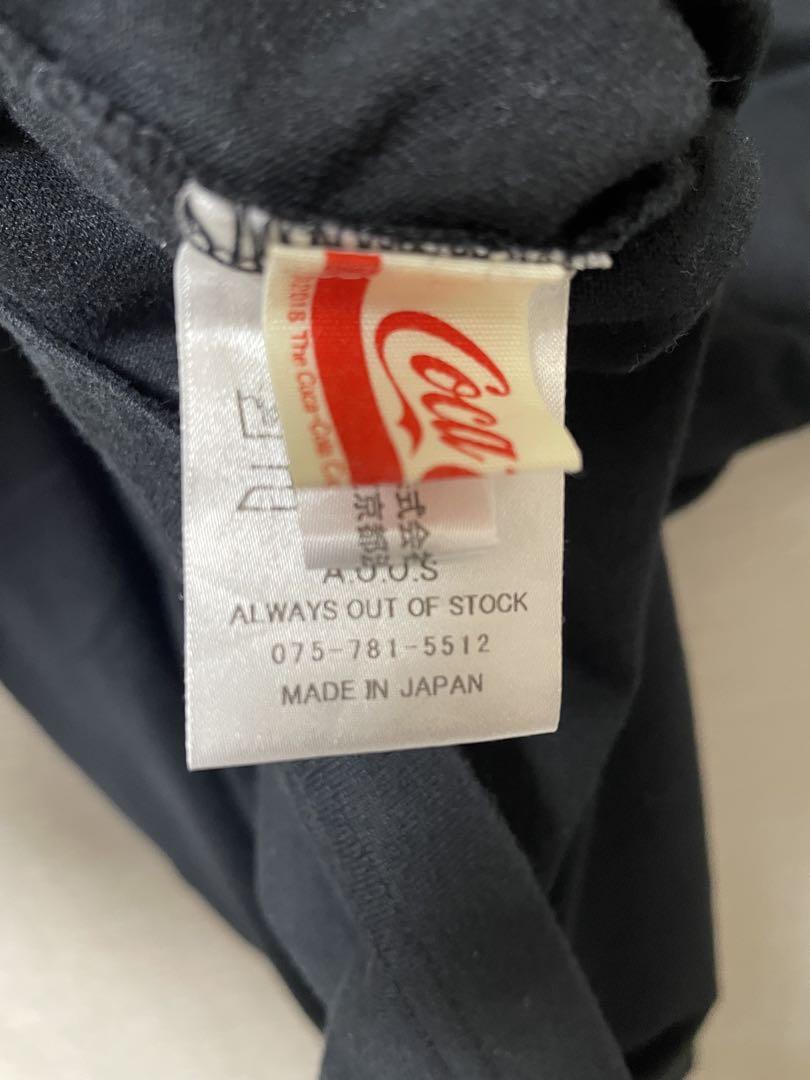 ©2018 The Coca-Cola Co
Coca
式会社
京都
A.O.O.S
ALWAYS OUT OF STOCK
075-781-5512
MADE IN JAPAN